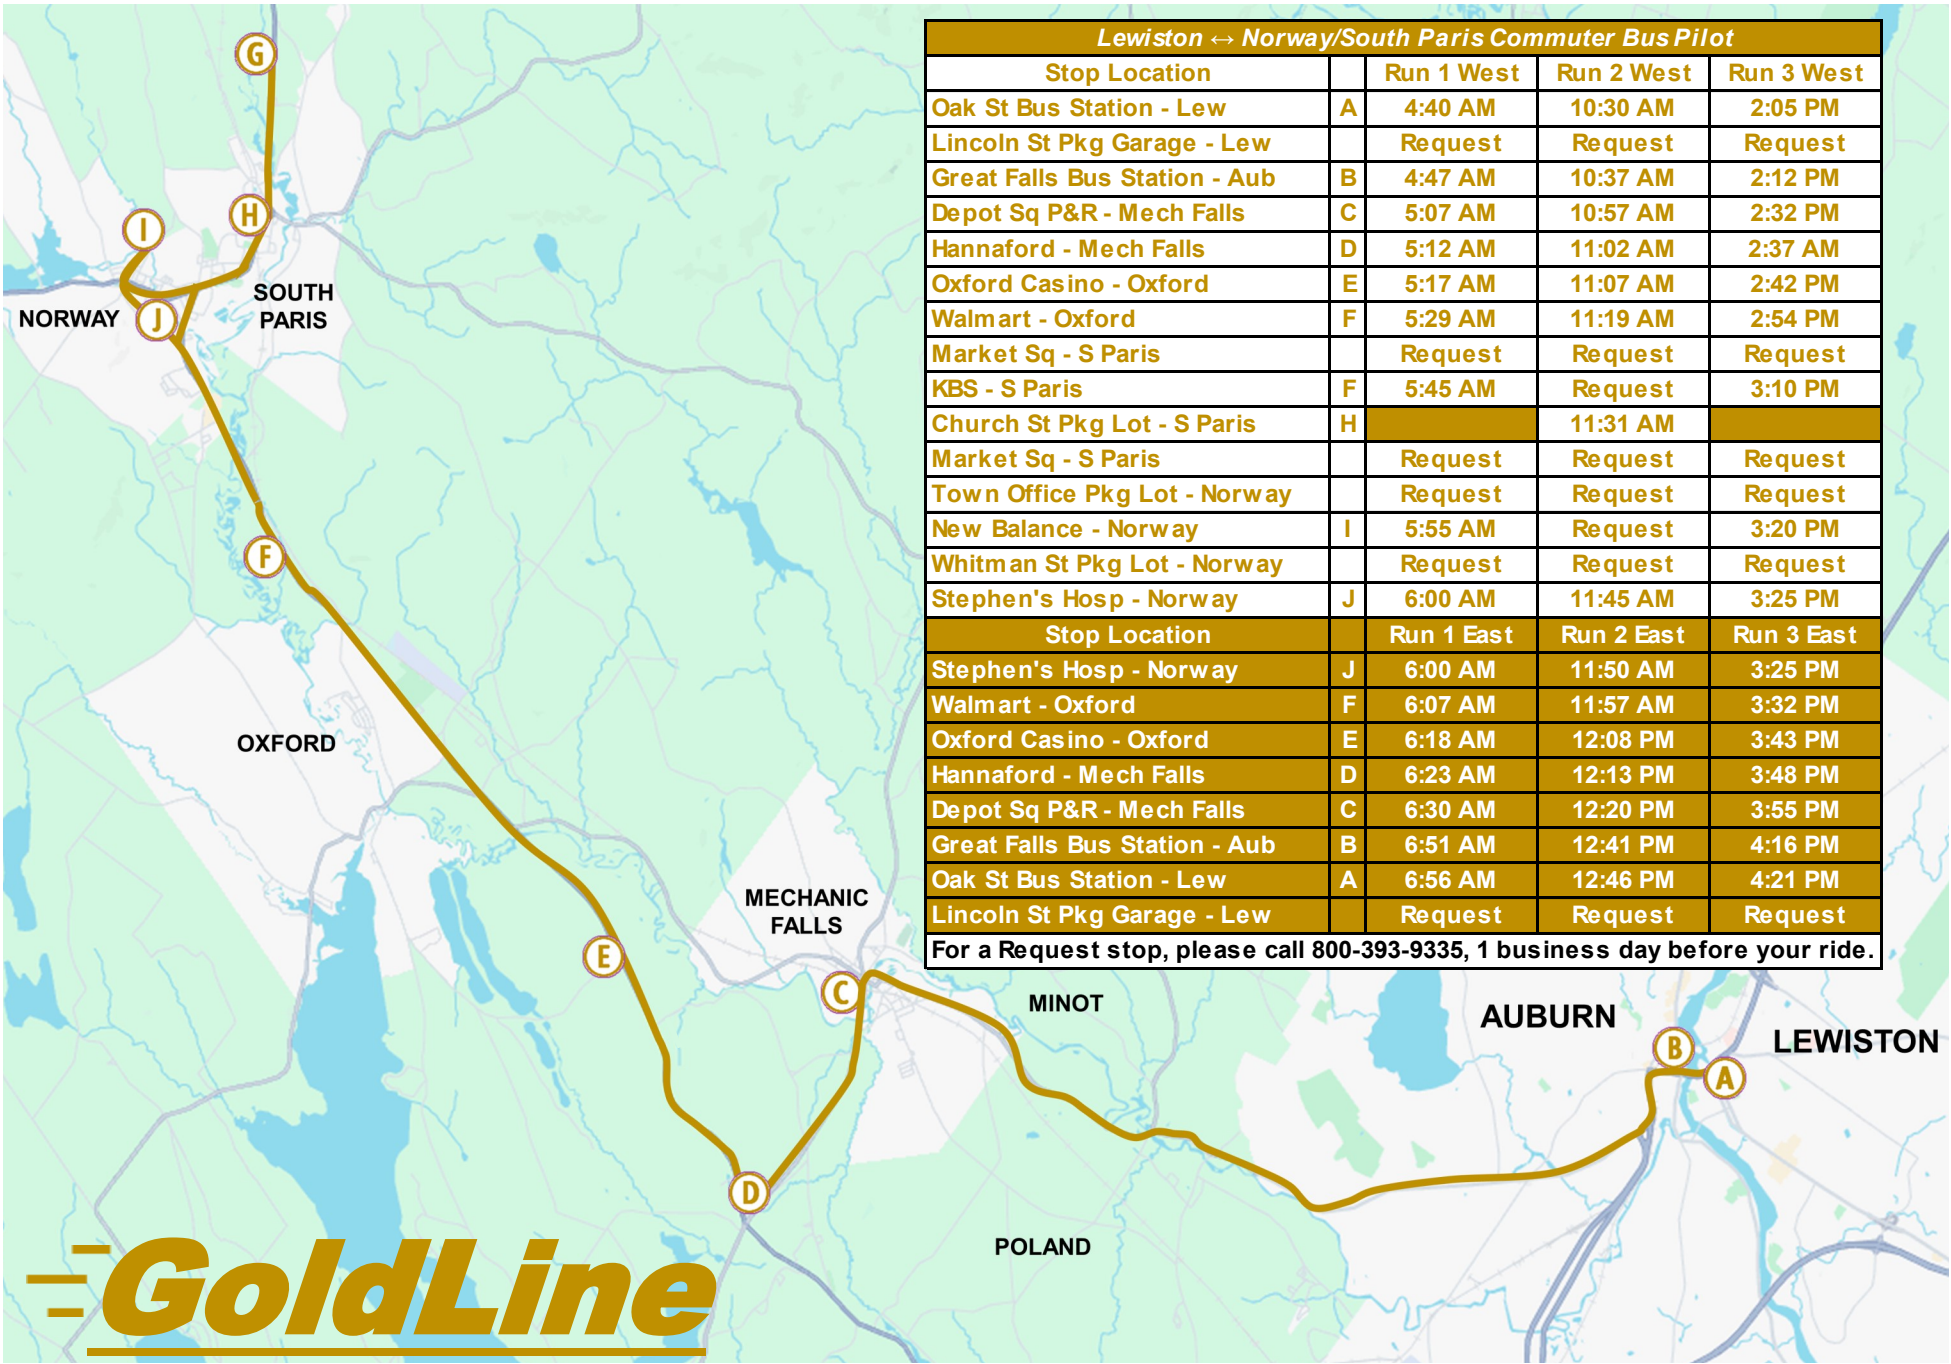 Lewiston ↔ Norway/South Paris Commuter Bus Pilot
Stop Location Run 1 West Run 2 West Run 3 West
Oak St Bus Station - Lew A 4:40 AM 10:30 AM 2:05 PM
Lincoln St Pkg Garage - Lew Request Request Request
Great Falls Bus Station - Aub B 4:47 AM 10:37 AM 2:12 PM
Depot Sq P&R - Mech Falls C 5:07 AM 10:57 AM 2:32 PM
Hannaford - Mech Falls D 5:12 AM 11:02 AM 2:37 AM
Oxford Casino - Oxford E 5:17 AM 11:07 AM 2:42 PM
Walmart - Oxford F 5:29 AM 11:19 AM 2:54 PM
Market Sq - S Paris Request Request Request
KBS - S Paris F 5:45 AM Request 3:10 PM
Church St Pkg Lot - S Paris H 11:31 AM
Market Sq - S Paris Request Request Request
Town Office Pkg Lot - Norway Request Request Request
New Balance - Norway I 5:55 AM Request 3:20 PM
Whitman St Pkg Lot - Norway Request Request Request
Stephen's Hosp - Norway J 6:00 AM 11:45 AM 3:25 PM
Stop Location Run 1 East Run 2 East Run 3 East
Stephen's Hosp - Norway J 6:00 AM 11:50 AM 3:25 PM
Walmart - Oxford F 6:07 AM 11:57 AM 3:32 PM
Oxford Casino - Oxford E 6:18 AM 12:08 PM 3:43 PM
Hannaford - Mech Falls D 6:23 AM 12:13 PM 3:48 PM
Depot Sq P&R - Mech Falls C 6:30 AM 12:20 PM 3:55 PM
Great Falls Bus Station - Aub B 6:51 AM 12:41 PM 4:16 PM
Oak St Bus Station - Lew A 6:56 AM 12:46 PM 4:21 PM
Lincoln St Pkg Garage - Lew Request Request Request
For a Request stop, please call 800-393-9335, 1 business day before your ride.
G
H
I
SOUTH
PARIS
NORWAY
J
F
OXFORD
MECHANIC
FALLS
E
C
MINOT
AUBURN
LEWISTON
B
A
D
POLAND
GoldLine